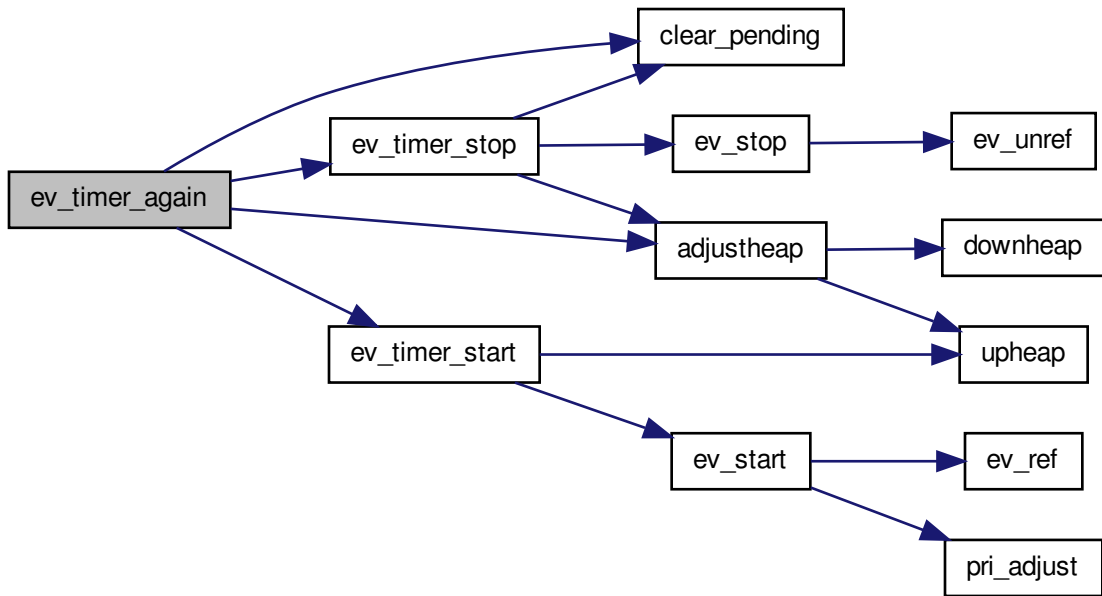 clear_pending
ev_timer_stop
ev_stop
ev_unref
ev_timer_again
adjustheap
downheap
ev_timer_start
upheap
ev_start
ev_ref
pri_adjust